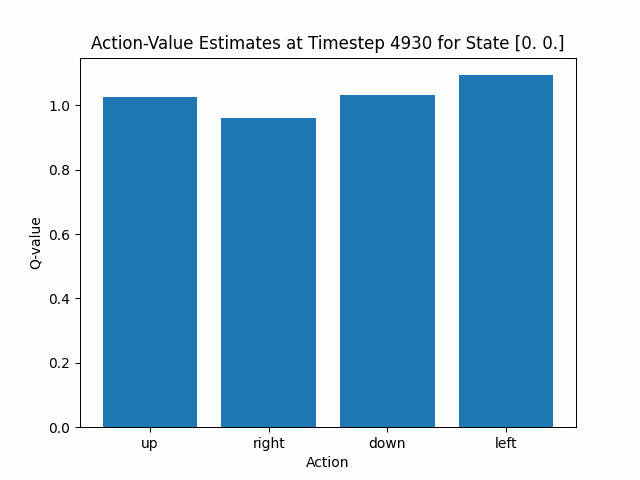 Action-Value Estimates at Timestep 4930 for State [0. 0.]
1.0
0.8
0.6
0.4
0.2
0.0
Q-value
up right down left
Action